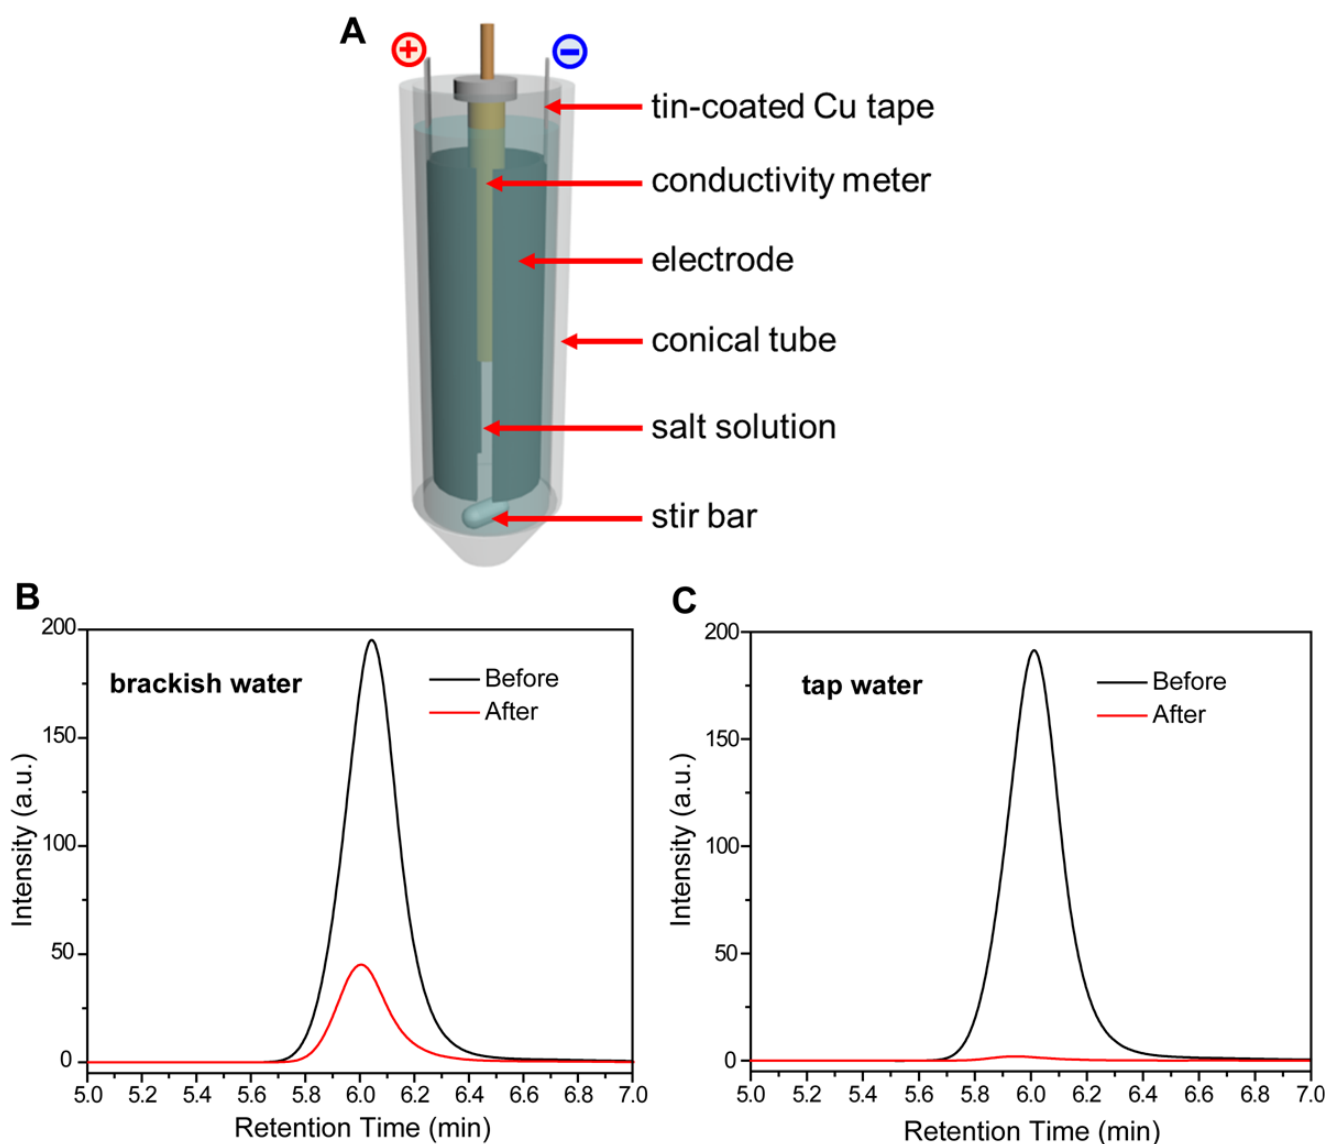 A
+
−
tin-coated Cu tape
conductivity meter
electrode
conical tube
salt solution
stir bar
B
200
150
100
50
0
brackish water
Before
After
Intensity (a.u.)
5.0 5.2 5.4 5.6 5.8 6.0 6.2 6.4 6.6 6.8 7.0
Retention Time (min)
C
200
150
100
50
0
tap water
Before
After
Intensity (a.u.)
5.0 5.2 5.4 5.6 5.8 6.0 6.2 6.4 6.6 6.8 7.0
Retention Time (min)